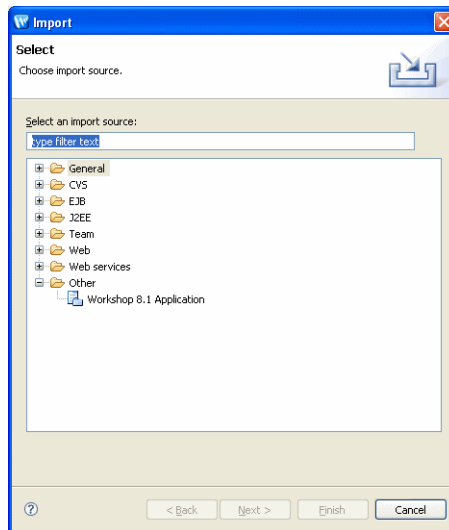 Import
Select
Choose import source.
Select an import source:
type filter text
General
CVS
EJB
J2EE
Team
Web
Web services
Other
Workshop 8.1 Application
? < Back Next > Finish Cancel